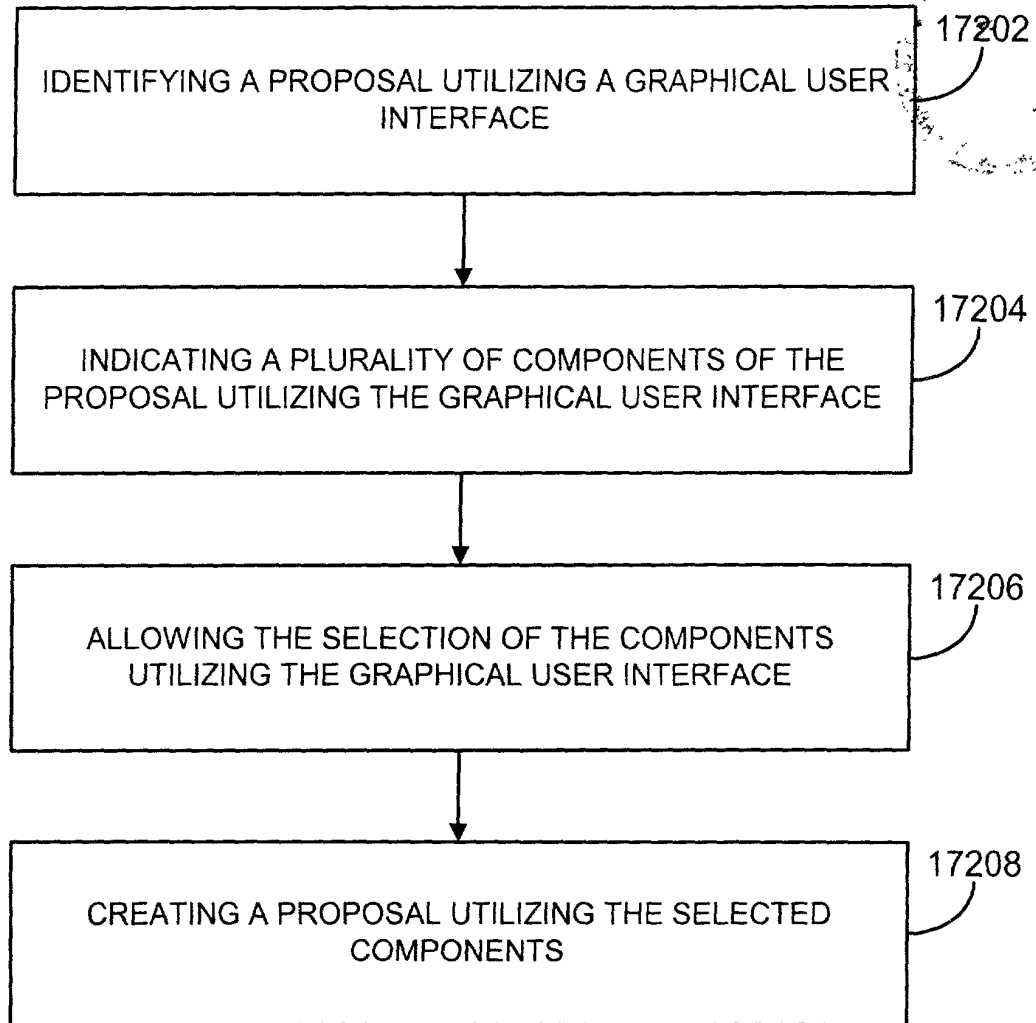 17202
IDENTIFYING A PROPOSAL UTILIZING A GRAPHICAL USER
INTERFACE
17204
INDICATING A PLURALITY OF COMPONENTS OF THE
PROPOSAL UTILIZING THE GRAPHICAL USER INTERFACE
17206
ALLOWING THE SELECTION OF THE COMPONENTS
UTILIZING THE GRAPHICAL USER INTERFACE
17208
CREATING A PROPOSAL UTILIZING THE SELECTED
COMPONENTS